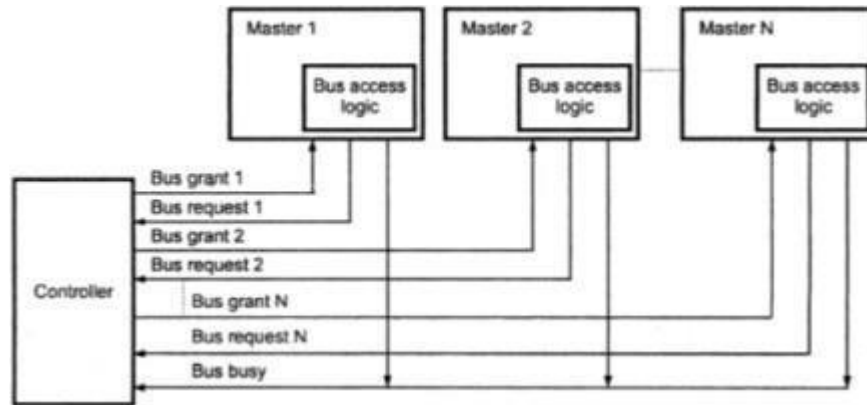 Master 1
Master 2
Master N
Bus access
logic
Bus access
logic
Bus access
logic
Bus grant 1
Bus request 1
Bus grant 2
Bus request 2
Controller
Bus grant N
Bus request N
Bus busy